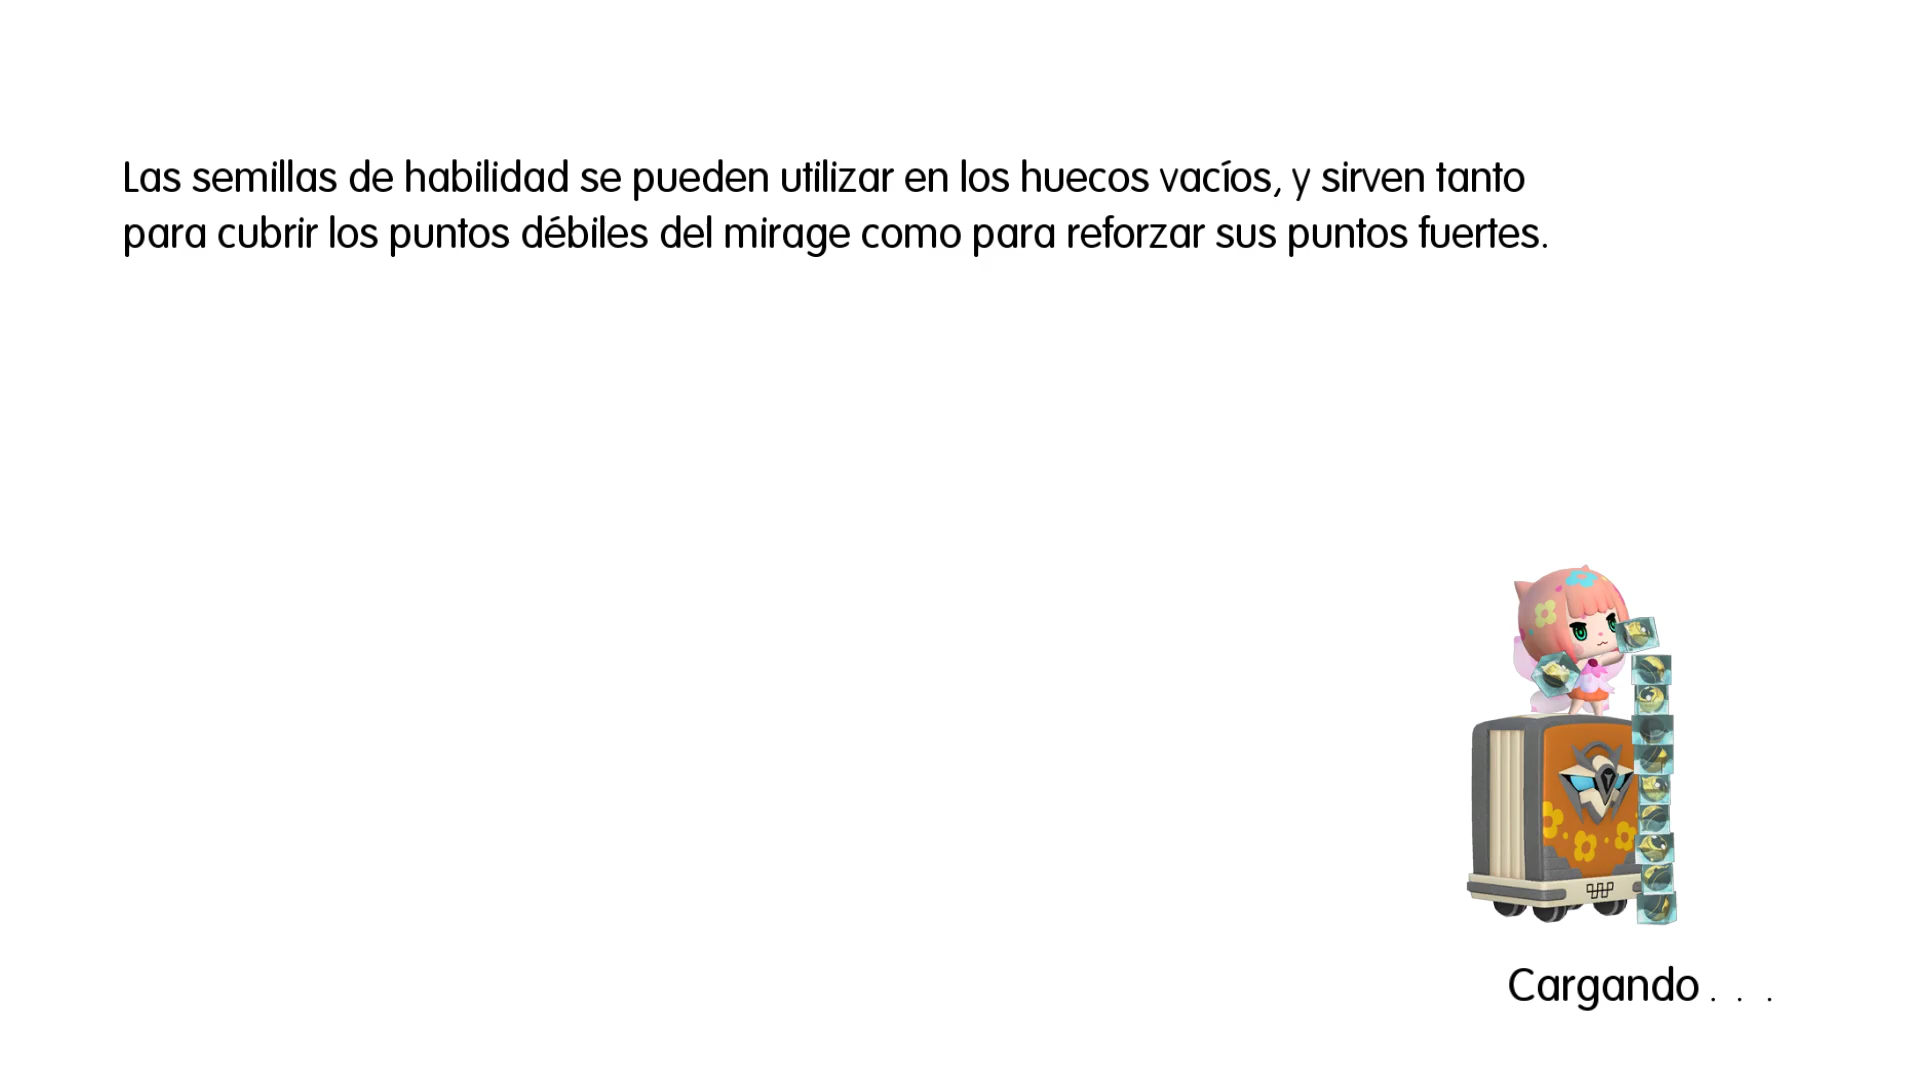 Las semillas de habilidad se pueden utilizar en los huecos vacíos, y sirven tanto
para cubrir los puntos débiles del mirage como para reforzar sus puntos fuertes.
Cargando . . .